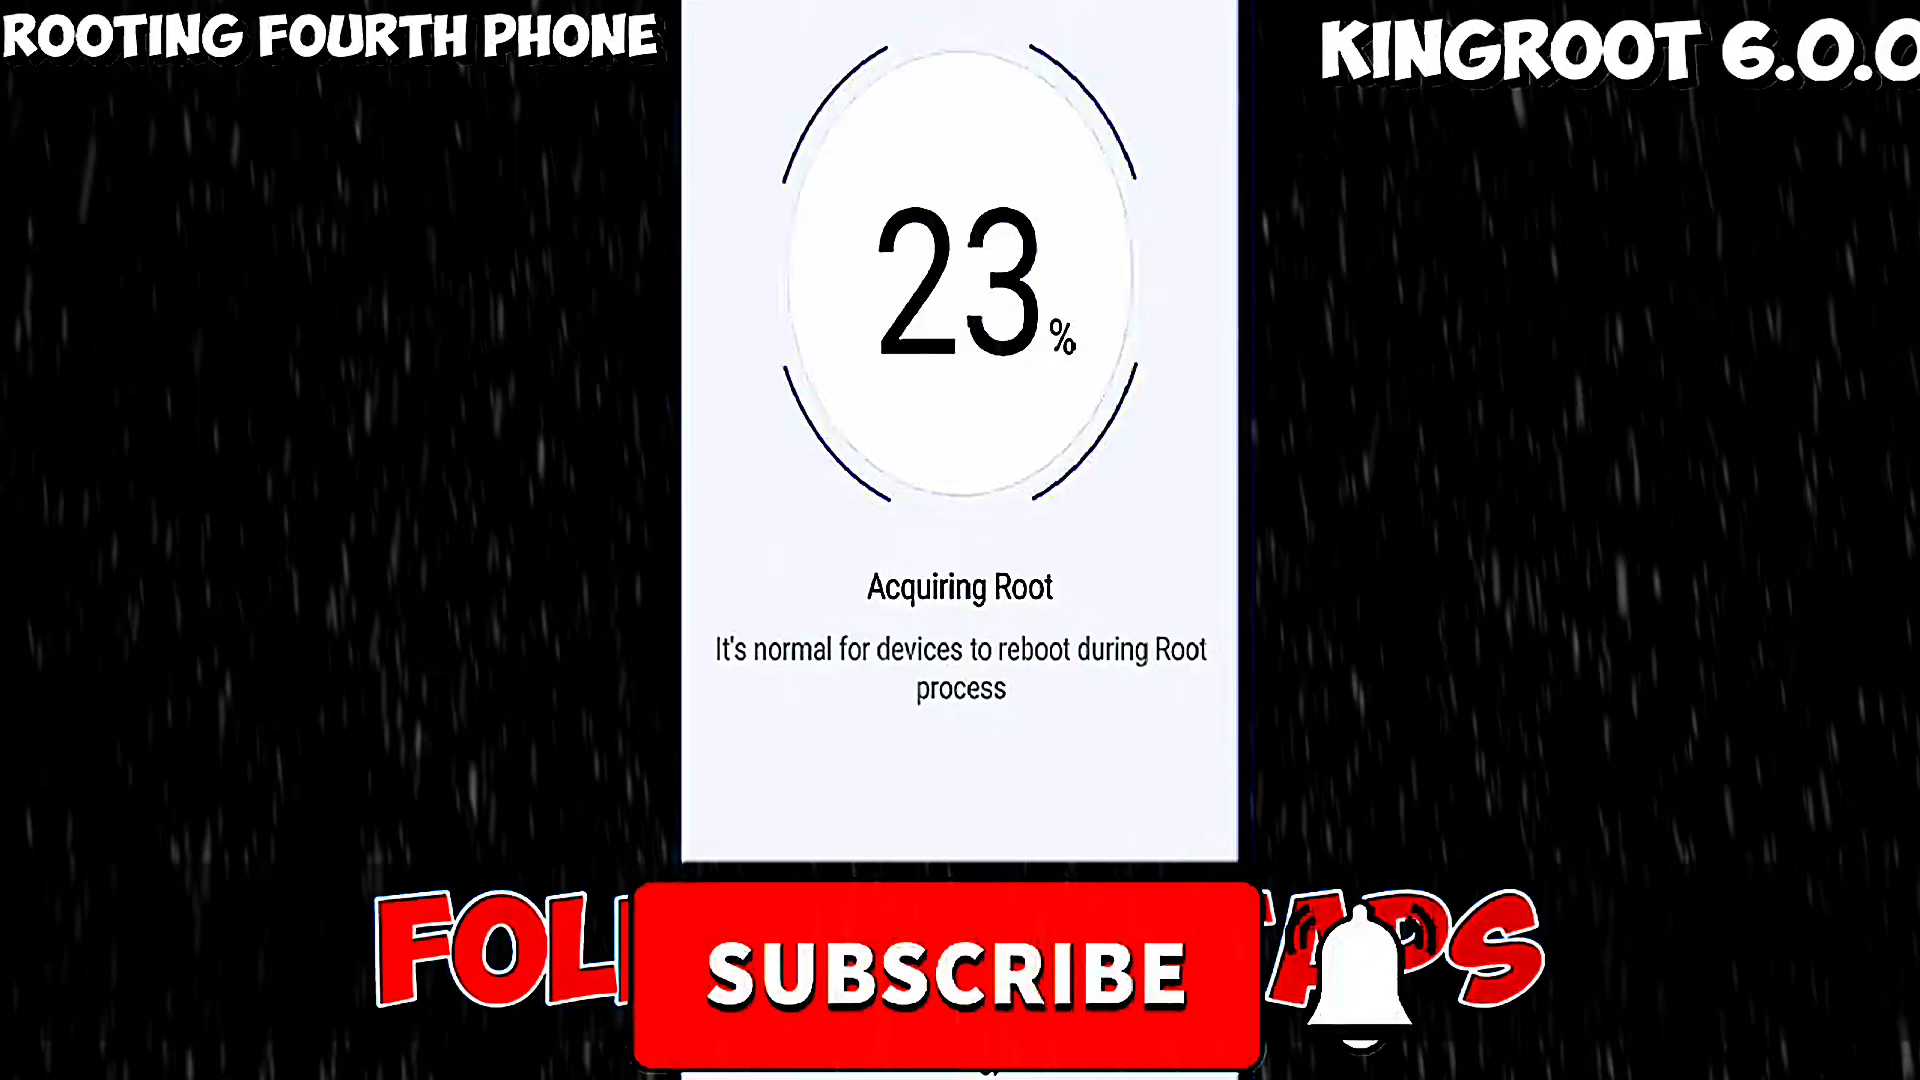 ROOTING FOURTH PHONE
KINGROOT 6.0.0
23%
Acquiring Root
It's normal for devices to reboot during Root
process
SUBSCRIBE